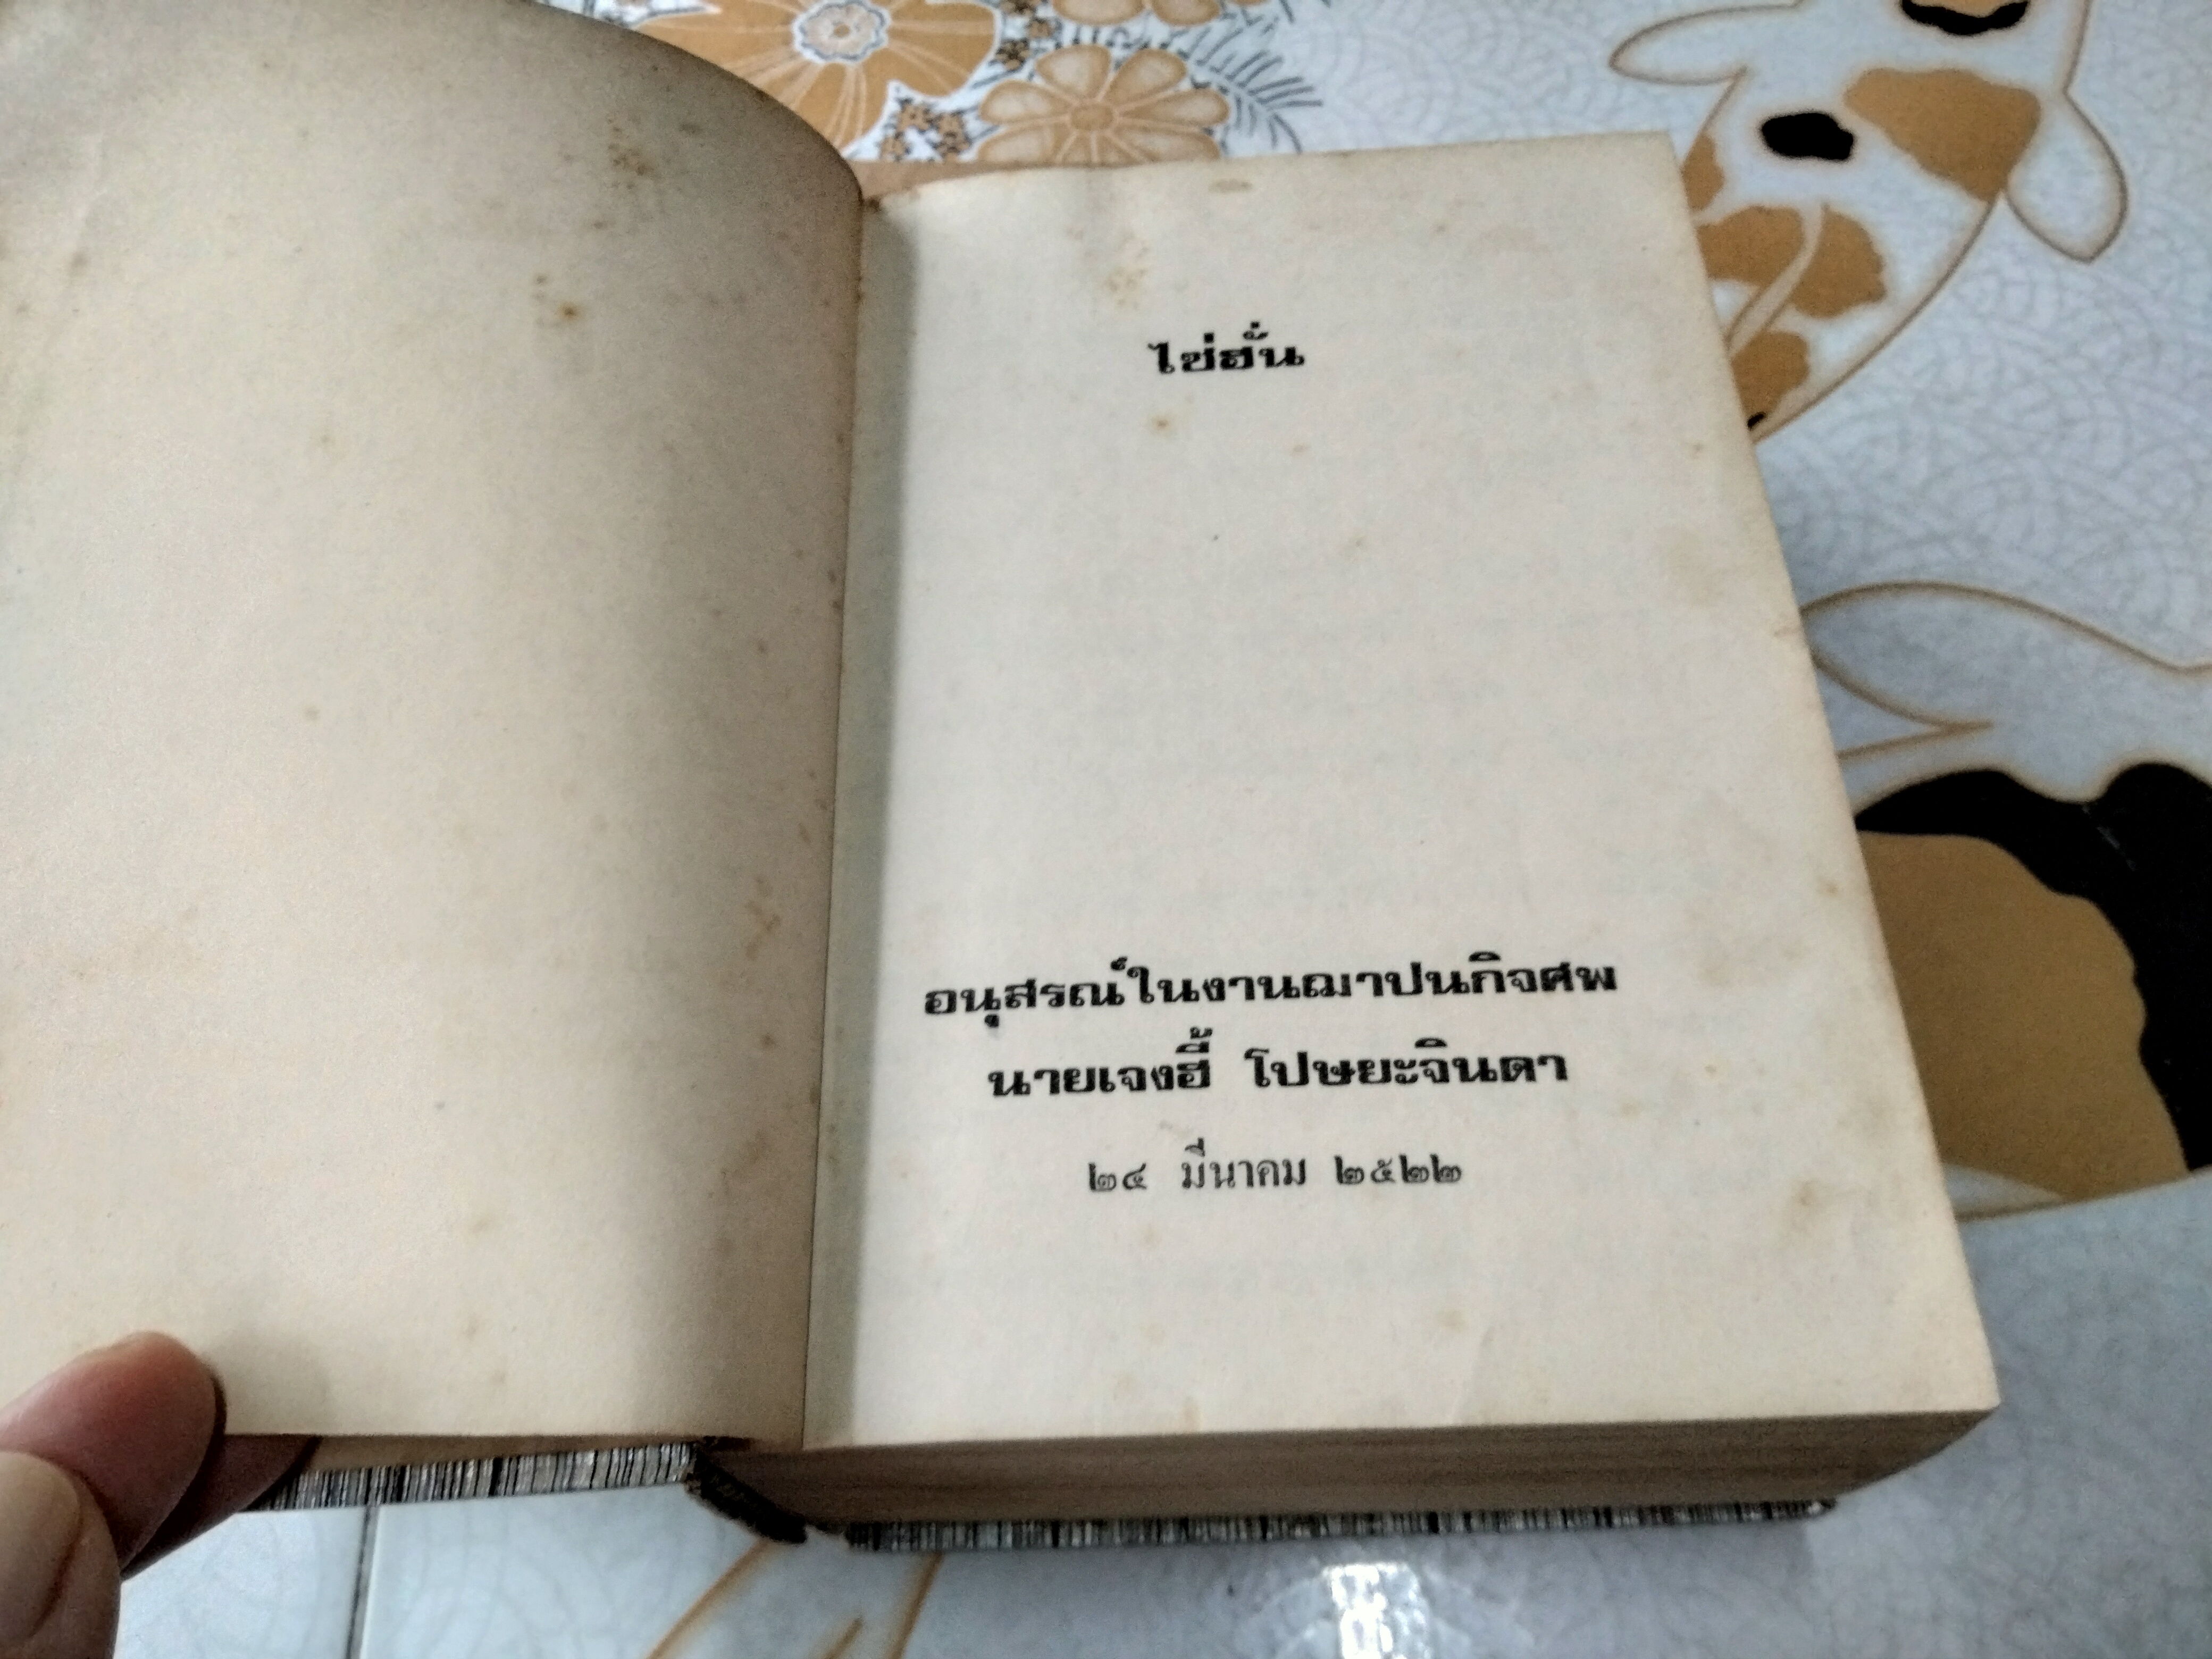 ไซ่ฮั่น
อนุสรณ์ในงานฌาปนกิจศพ
นายเจงฮี้ โปษยะจินดา
๒๔ มีนาคม ๒๕๒๒